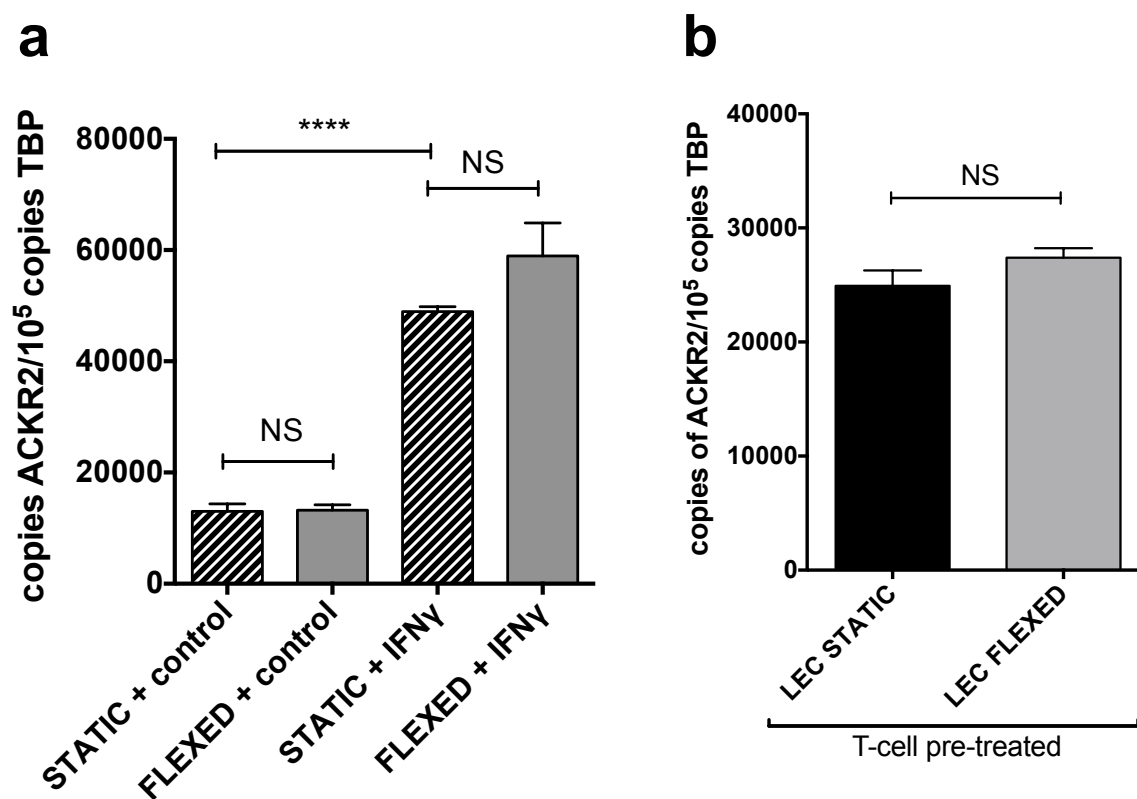 a
copies ACKR2/10⁵ copies TBP
80000
60000
40000
20000
0
****
NS
NS
STATIC + control
FLEXED + control
STATIC + IFNγ
FLEXED + IFNγ
b
copies of ACKR2/10⁵ copies TBP
40000
30000
20000
10000
0
NS
LEC STATIC
LEC FLEXED
T-cell pre-treated